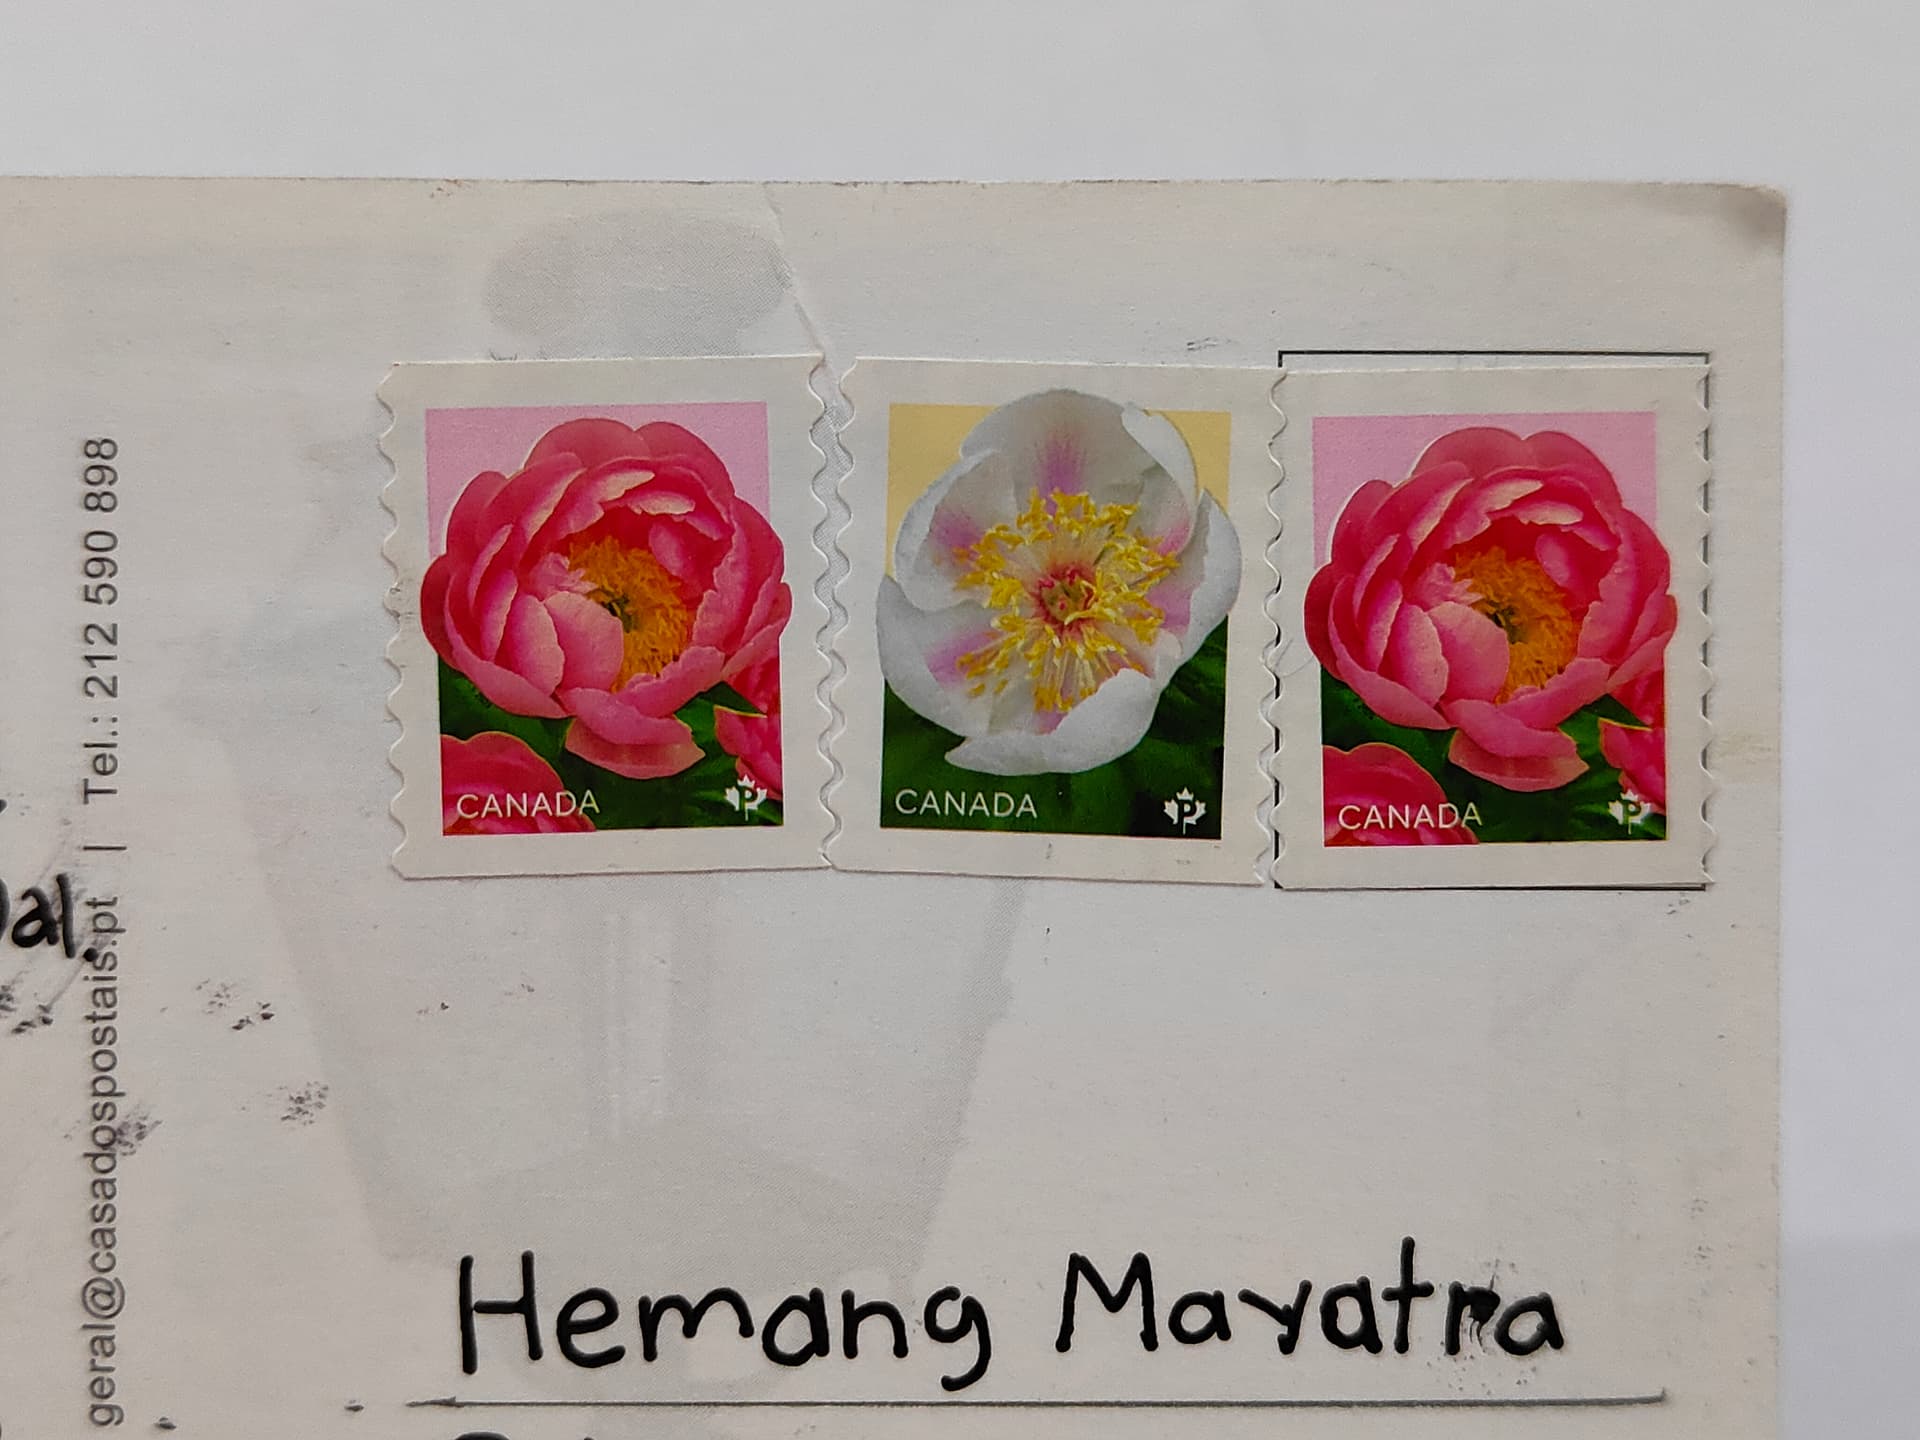 CANADA P
CANADA P
CANADA P
geral@casadospostais.pt | Tel.: 212 590 898
Hemang Mayatra